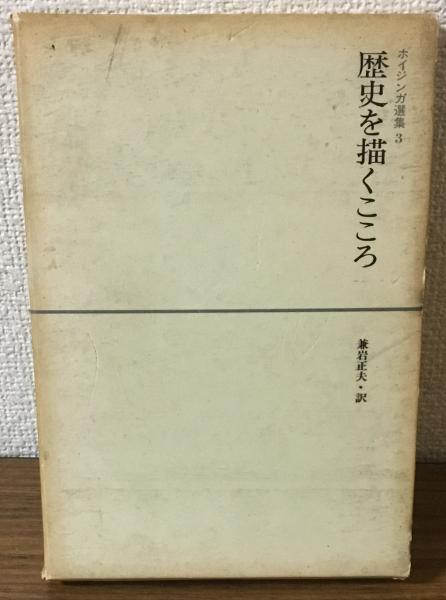 ホイジンガ選集 3
歴史を描くこころ
兼岩正夫・訳